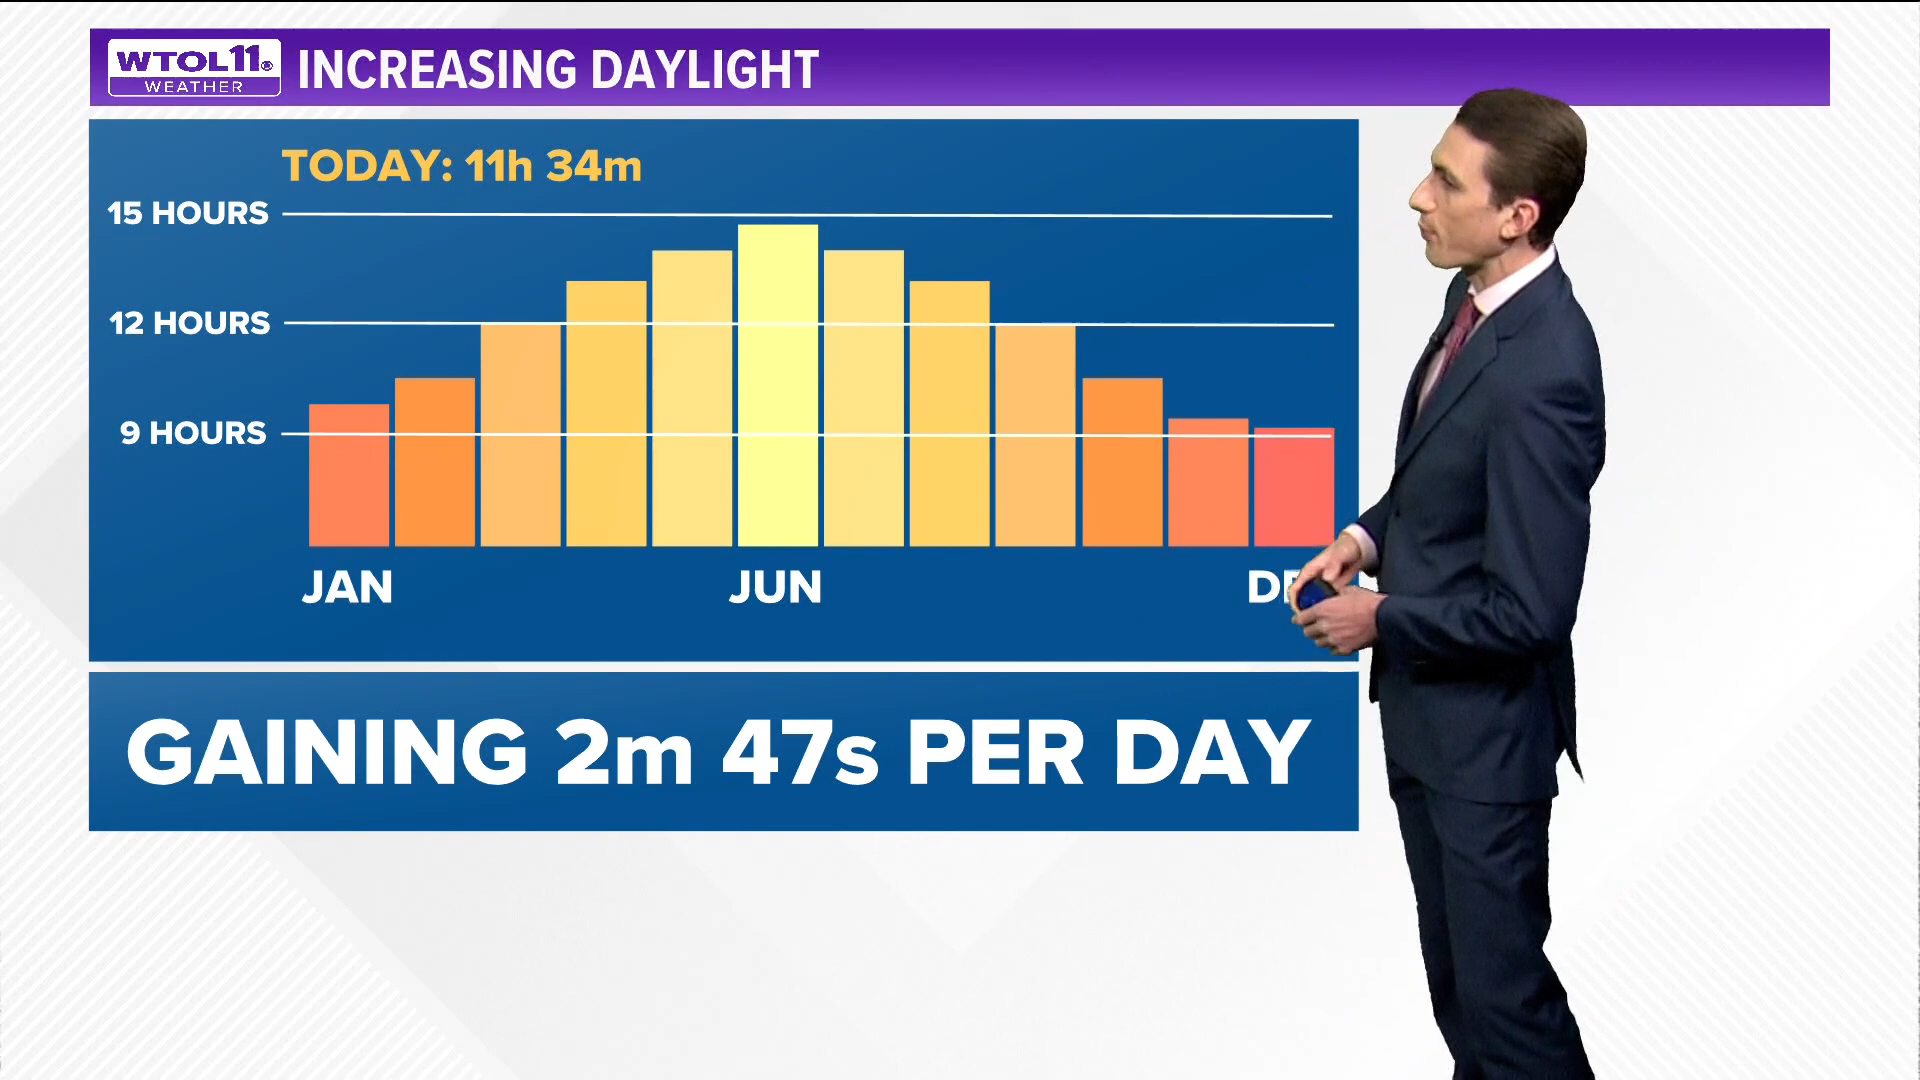 WTOL11®
WEATHER
INCREASING DAYLIGHT
TODAY: 11h 34m
15 HOURS
12 HOURS
9 HOURS
JAN JUN
GAINING 2m 47s PER DAY